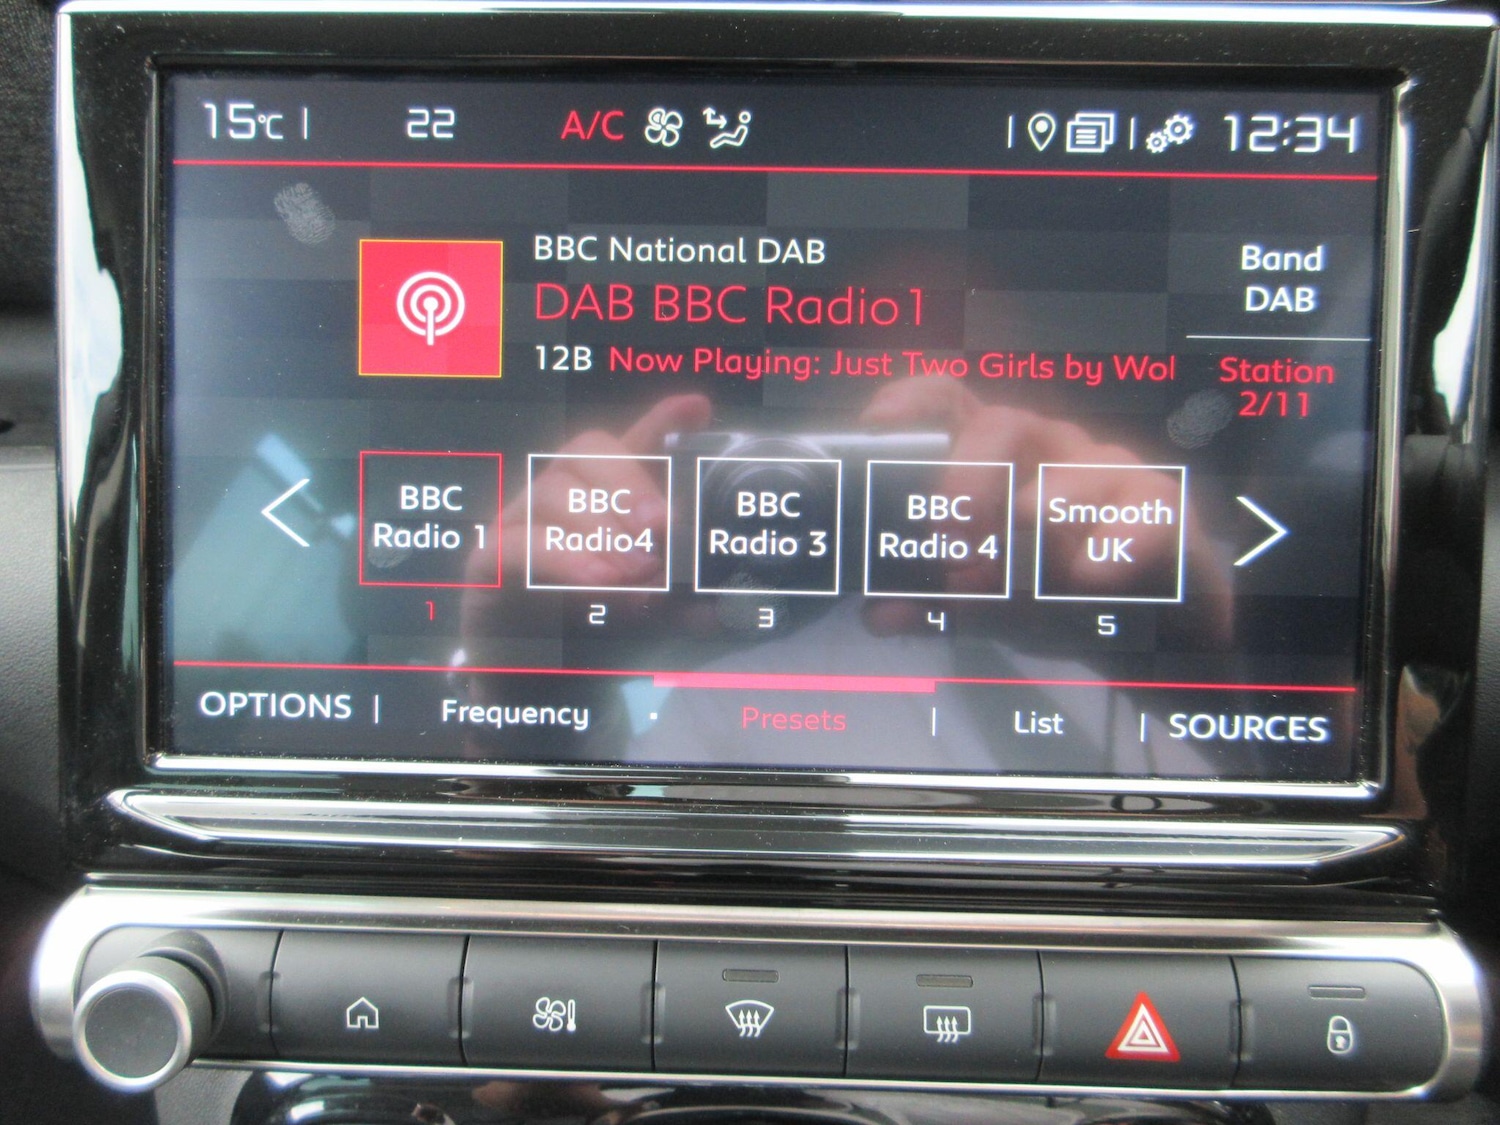 15°C | 22 A/C | | 12:34
BBC National DAB
DAB BBC Radio1
12B Now Playing: Just Two Girls by Wol
Band
DAB
Station
2/11
BBC
Radio 1
BBC
Radio4
BBC
Radio 3
BBC
Radio 4
Smooth
UK
1 2 3 4 5
OPTIONS | Frequency Presets | List | SOURCES